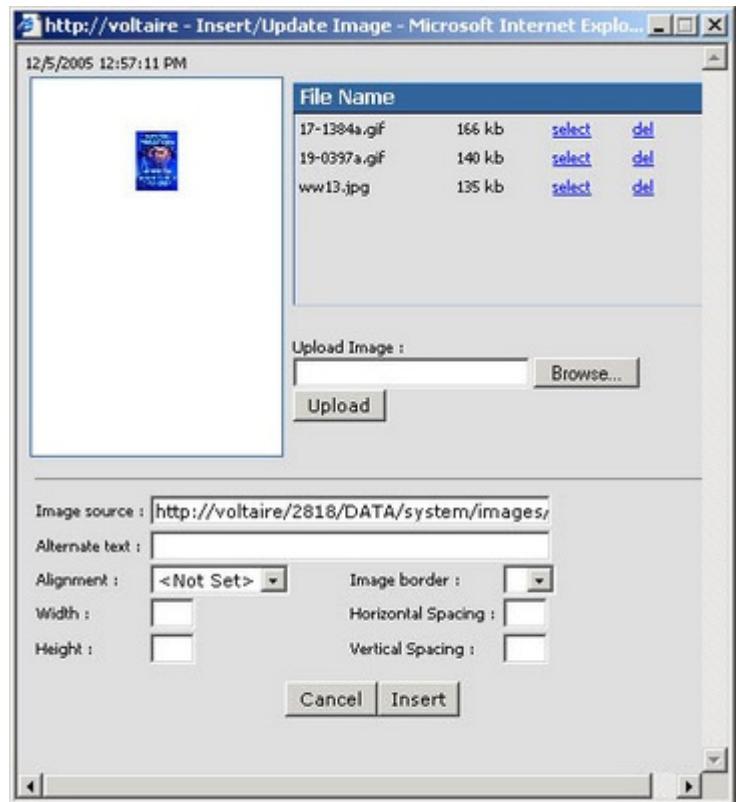 http://voltaire - Insert/Update Image - Microsoft Internet Explo...
12/5/2005 12:57:11 PM
File Name
17-1384a.gif 166 kb select del
19-0397a.gif 140 kb select del
ww13.jpg 135 kb select del
Upload Image :
Browse...
Upload
Image source : http://voltaire/2818/DATA/system/images/
Alternate text :
Alignment : <Not Set> Image border :
Width : Horizontal Spacing :
Height : Vertical Spacing :
Cancel Insert